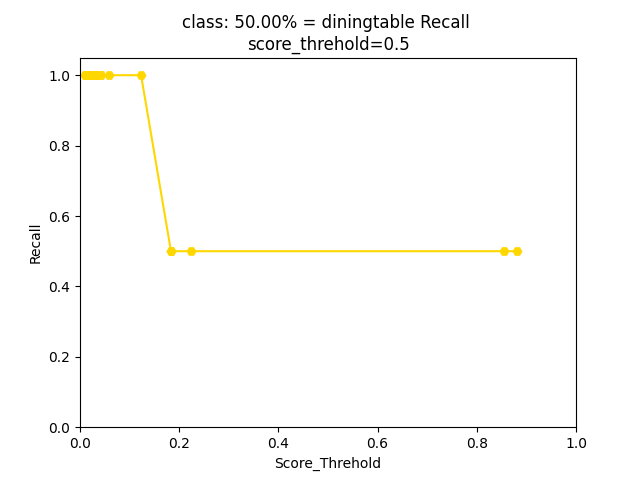 class: 50.00% = diningtable Recall
score_threhold=0.5
1.0
0.8
0.6
0.4
0.2
0.0
Recall
0.0 0.2 0.4 0.6 0.8 1.0
Score_Threhold